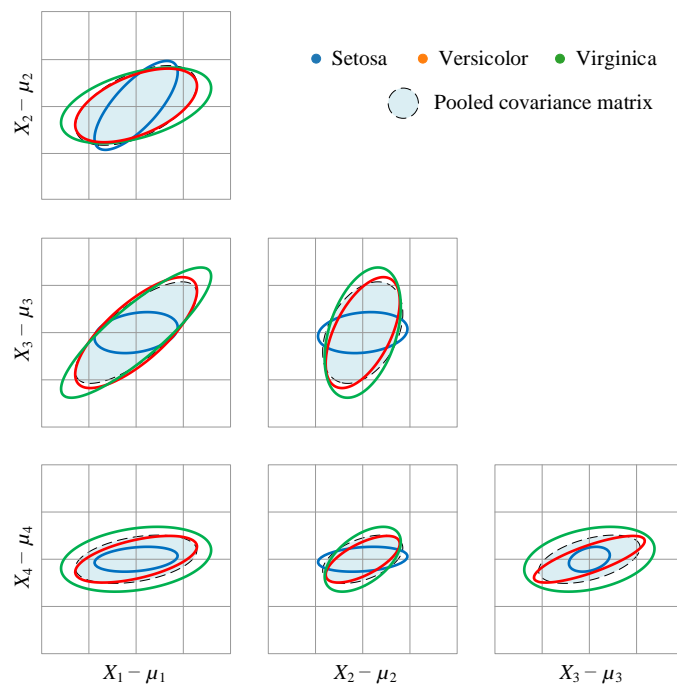 Setosa Versicolor Virginica
Pooled covariance matrix
X₂ − μ₂
X₃ − μ₃
X₄ − μ₄
X₁ − μ₁ X₂ − μ₂ X₃ − μ₃